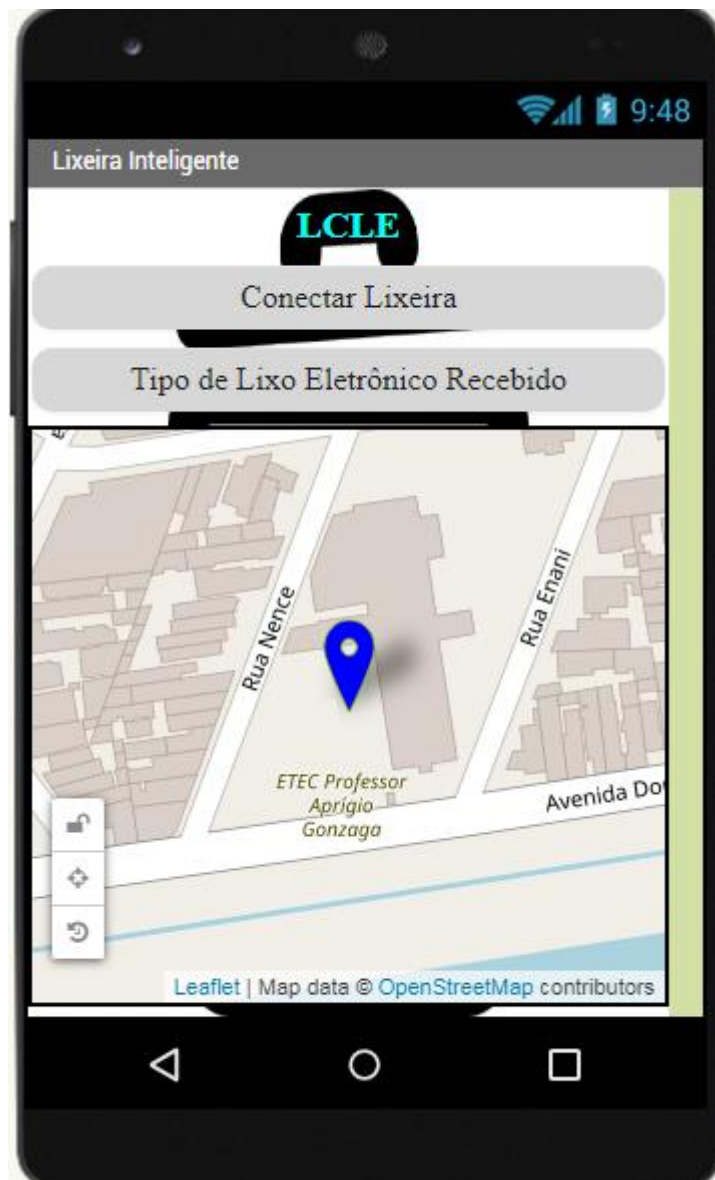 9:48
Lixeira Inteligente
LCLE
Conectar Lixeira
Tipo de Lixo Eletrônico Recebido
Rua Nence
Rua Enani
ETEC Professor
Aprígio
Gonzaga
Avenida Do
Leaflet | Map data © OpenStreetMap contributors